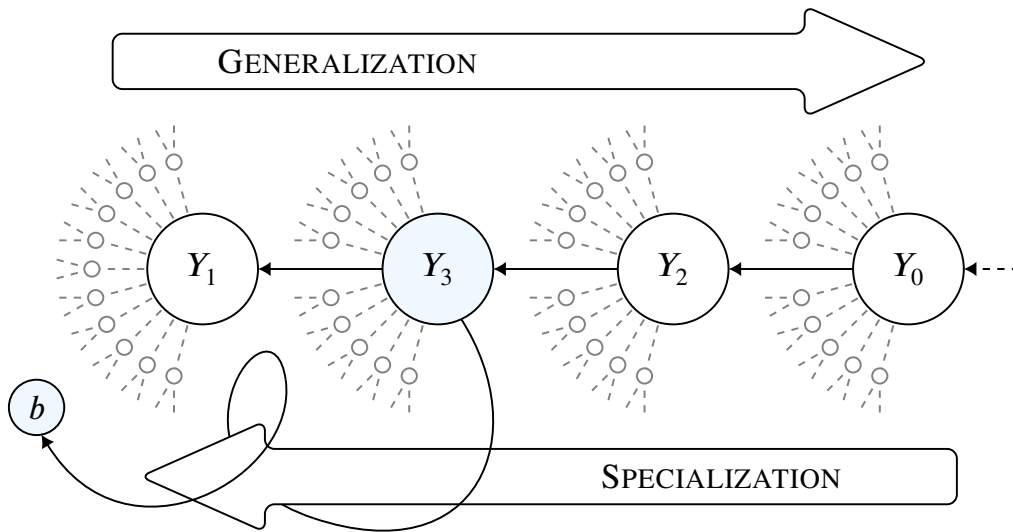 GENERALIZATION
Y₁ Y₃ Y₂ Y₀
b
SPECIALIZATION